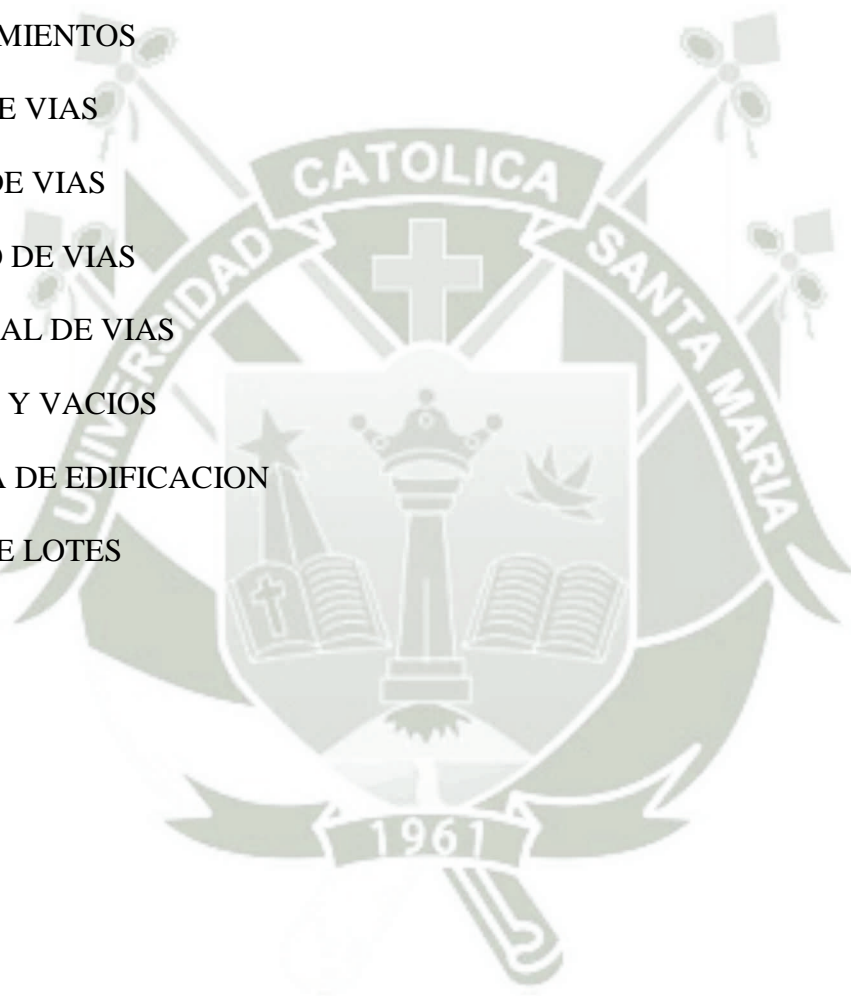 MIENTOS
E VIAS
DE VIAS
O DE VIAS
AL DE VIAS
Y VACIOS
A DE EDIFICACION
E LOTES
UNIVERSIDAD CATOLICA SANTA MARIA
1961